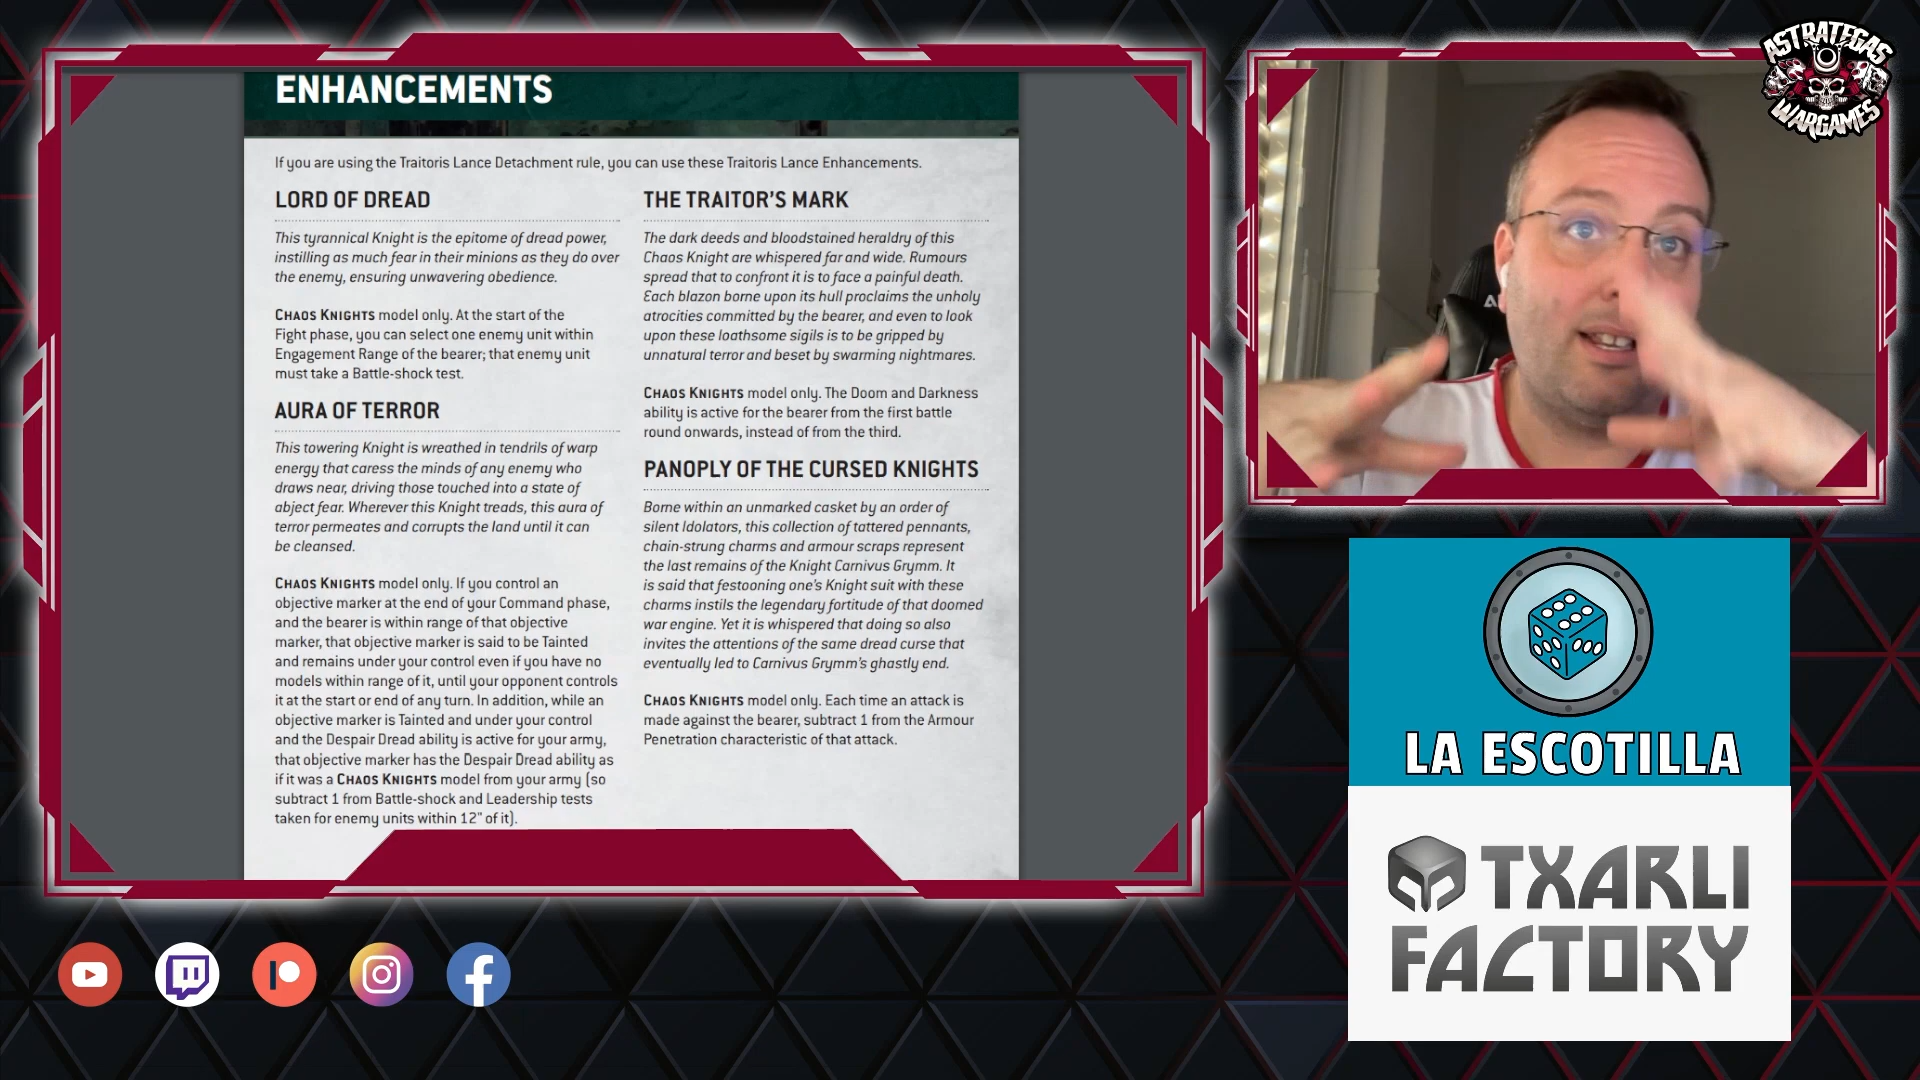 ENHANCEMENTS
If you are using the Traitoris Lance Detachment rule, you can use these Traitoris Lance Enhancements.
LORD OF DREAD
This tyrannical Knight is the epitome of dread power,
instilling as much fear in their minions as they do over
the enemy, ensuring unwavering obedience.
CHAOS KNIGHTS model only. At the start of the
Fight phase, you can select one enemy unit within
Engagement Range of the bearer; that enemy unit
must take a Battle-shock test.
AURA OF TERROR
This towering Knight is wreathed in tendrils of warp
energy that caress the minds of any enemy who
draws near, driving those touched into a state of
abject fear. Wherever this Knight treads, this aura of
terror permeates and corrupts the land until it can
be cleansed.
CHAOS KNIGHTS model only. If you control an
objective marker at the end of your Command phase,
and the bearer is within range of that objective
marker, that objective marker is said to be Tainted
and remains under your control even if you have no
models within range of it, until your opponent controls
it at the start or end of any turn. In addition, while an
objective marker is Tainted and under your control
and the Despair Dread ability is active for your army,
that objective marker has the Despair Dread ability as
if it was a CHAOS KNIGHTS model from your army (so
subtract 1 from Battle-shock and Leadership tests
taken for enemy units within 12" of it).
THE TRAITOR'S MARK
The dark deeds and bloodstained heraldry of this
Chaos Knight are whispered far and wide. Rumours
spread that to confront it is to face a painful death.
Each blazon borne upon its hull proclaims the unholy
atrocities committed by the bearer, and even to look
upon these loathsome sigils is to be gripped by
unnatural terror and beset by swarming nightmares.
CHAOS KNIGHTS model only. The Doom and Darkness
ability is active for the bearer from the first battle
round onwards, instead of from the third.
PANOPLY OF THE CURSED KNIGHTS
Borne within an unmarked casket by an order of
silent Idolators, this collection of tattered pennants,
chain-strung charms and armour scraps represent
the last remains of the Knight Carnivus Grymm. It
is said that festooning one's Knight suit with these
charms instils the legendary fortitude of that doomed
war engine. Yet it is whispered that doing so also
invites the attentions of the same dread curse that
eventually led to Carnivus Grymm's ghastly end.
CHAOS KNIGHTS model only. Each time an attack is
made against the bearer, subtract 1 from the Armour
Penetration characteristic of that attack.
ASTRATEGAS
WARGAMES
LA ESCOTILLA
TXARLI
FACTORY